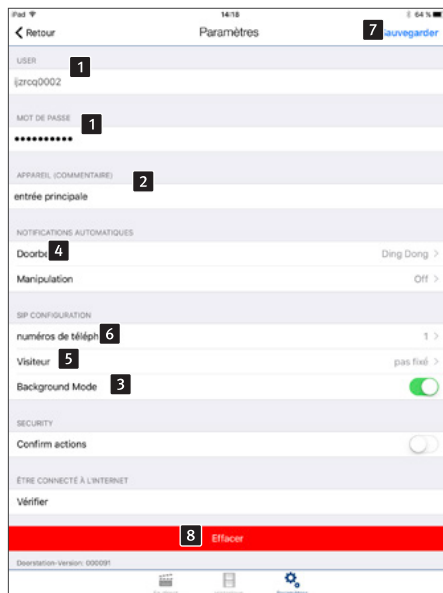 iPad 14:18 64 %
Retour Paramètres 7 Sauvegarder
USER 1
ijzrcq0002
MOT DE PASSE 1
••••••••••
APPAREIL (COMMENTAIRE) 2
entrée principale
NOTIFICATIONS AUTOMATIQUES
Doorb 4 Ding Dong >
Manipulation Off >
SIP CONFIGURATION
numéros de téléph 6 1 >
Visiteur 5 pas fixé >
Background Mode 3
SECURITY
Confirm actions
ÊTRE CONNECTÉ À L'INTERNET
Vérifier
8 Effacer
Doorstation-Version: 000091
Paramètres